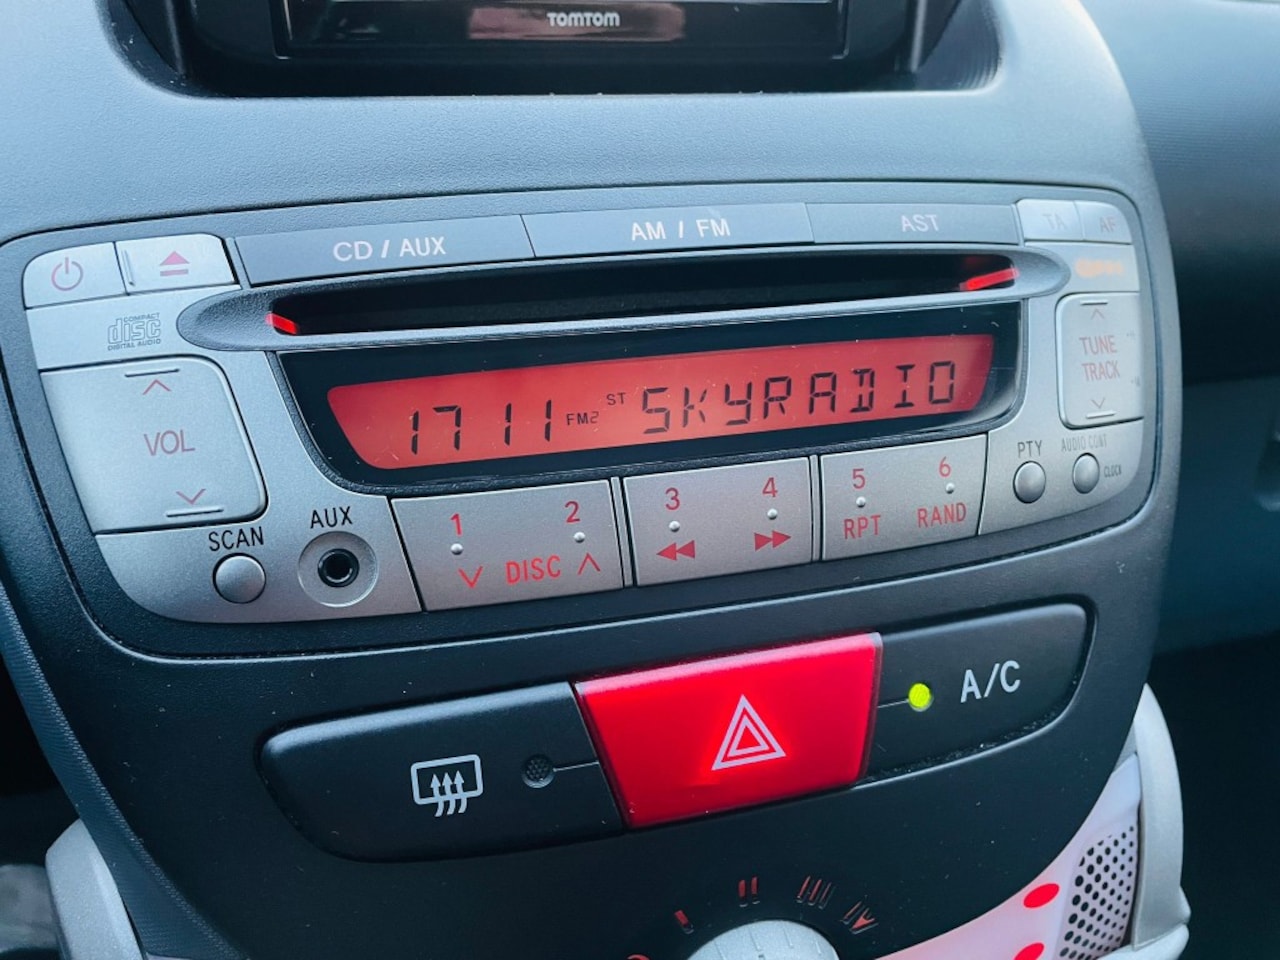 TOMTOM
CD / AUX
AM / FM
AST
TA
AF
COMPACT
disc
DIGITAL AUDIO
VOL
1711 FM2 ST SKYRADIO
TUNE
TRACK
SCAN
AUX
1
2
DISC
3
4
5
RPT
6
RAND
PTY
AUDIO CONT
CLOCK
A/C